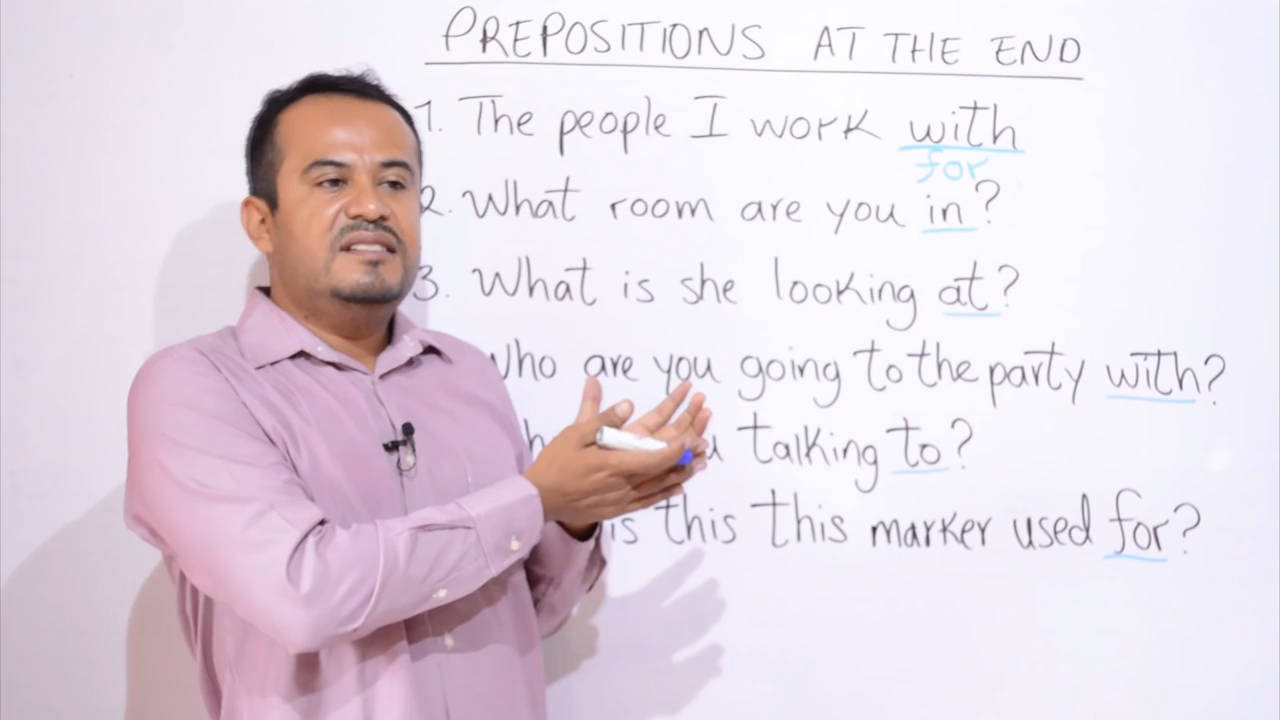 PREPOSITIONS AT THE END
1. The people I work with
for
2. What room are you in?
3. What is she looking at?
Who are you going to the party with?
talking to?
is this this marker used for?